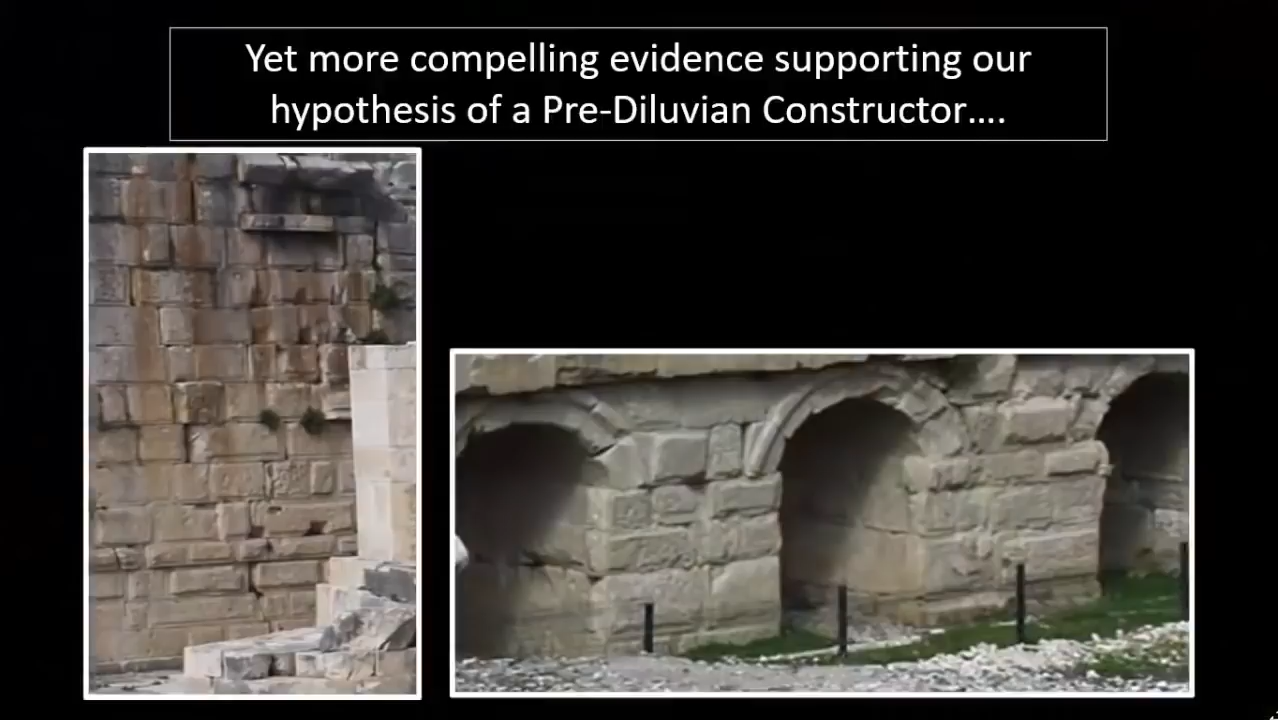 Yet more compelling evidence supporting our
hypothesis of a Pre-Diluvian Constructor....